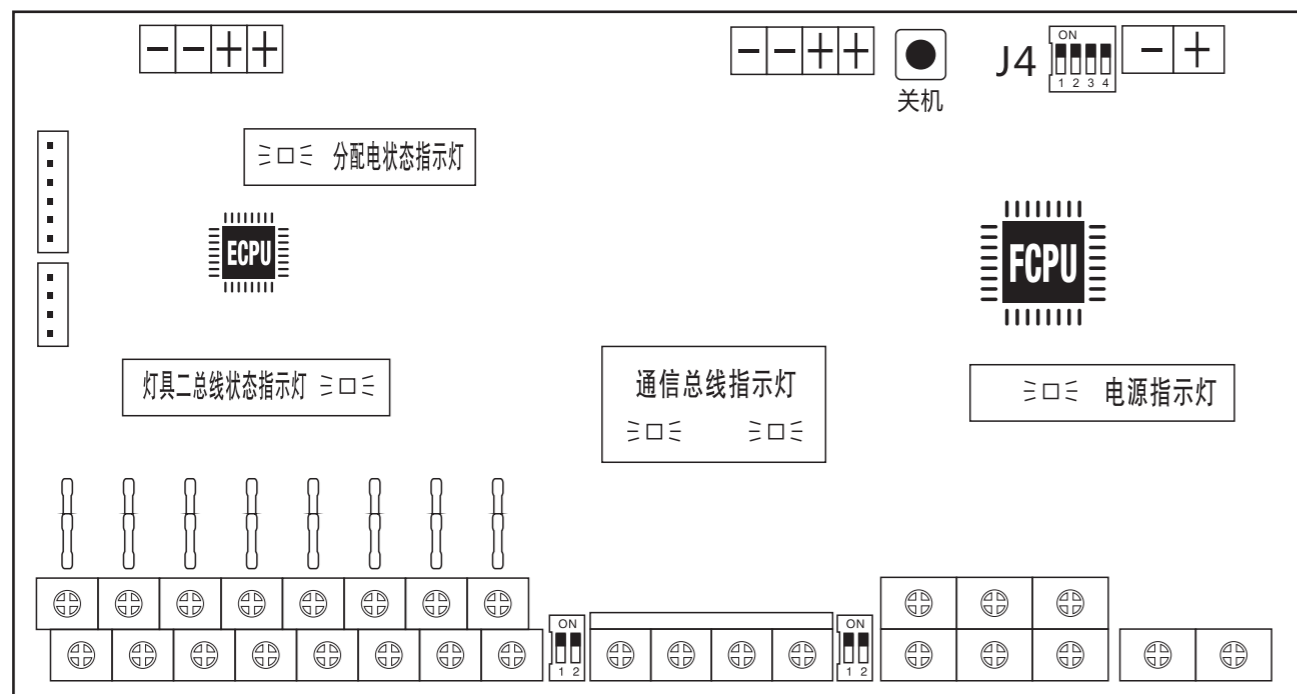 − − + +
− − + +
关机
J4
ON
1 2 3 4
− +
分配电状态指示灯
ECPU
FCPU
灯具二总线状态指示灯
通信总线指示灯
电源指示灯
ON
1 2
ON
1 2